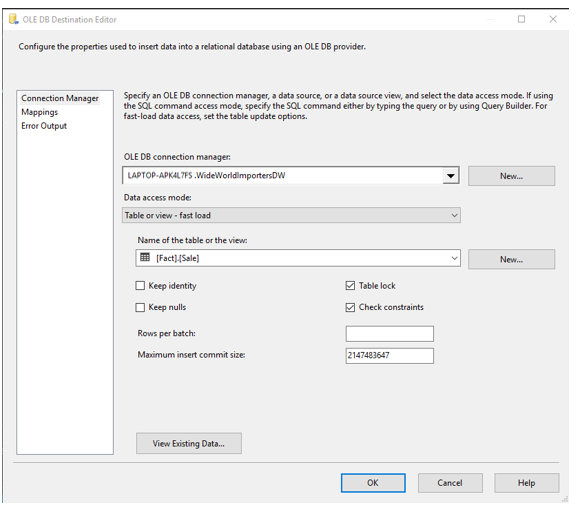 OLE DB Destination Editor
Configure the properties used to insert data into a relational database using an OLE DB provider.
Connection Manager
Mappings
Error Output
Specify an OLE DB connection manager, a data source, or a data source view, and select the data access mode. If using
the SQL command access mode, specify the SQL command either by typing the query or by using Query Builder. For
fast-load data access, set the table update options.
OLE DB connection manager:
LAPTOP-APK4L7FS .WideWorldImportersDW
New...
Data access mode:
Table or view - fast load
Name of the table or the view:
[Fact].[Sale]
New...
Keep identity
Table lock
Keep nulls
Check constraints
Rows per batch:
Maximum insert commit size:
2147483647
View Existing Data...
OK
Cancel
Help